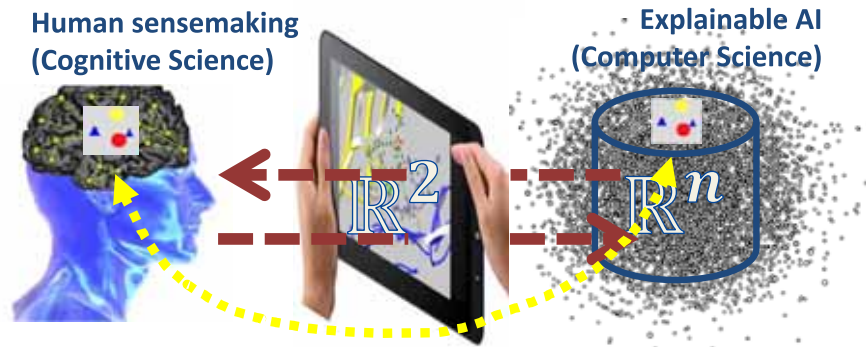 Human sensemaking
(Cognitive Science)
Explainable AI
(Computer Science)
ℝ²
ℝⁿ